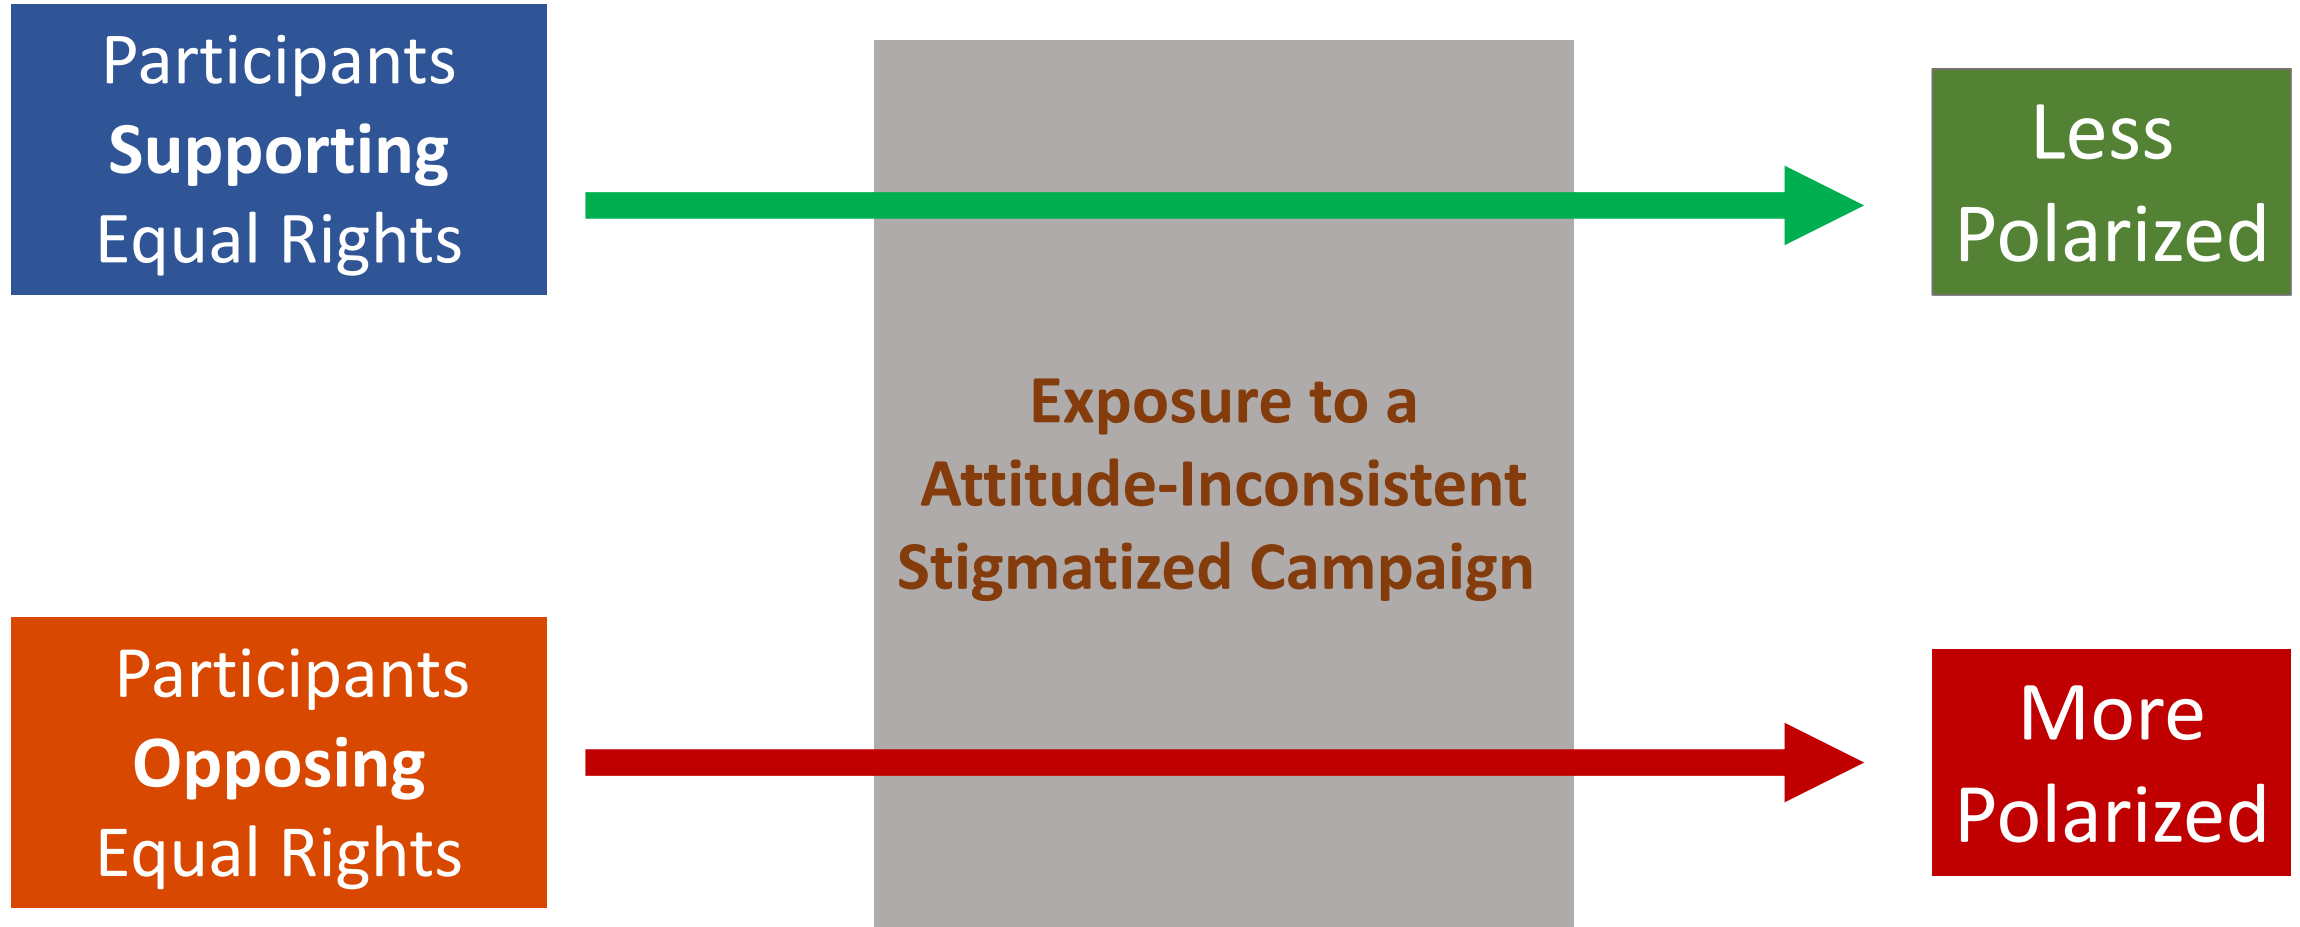 Participants
Supporting
Equal Rights
Less
Polarized
Exposure to a
Attitude-Inconsistent
Stigmatized Campaign
Participants
Opposing
Equal Rights
More
Polarized